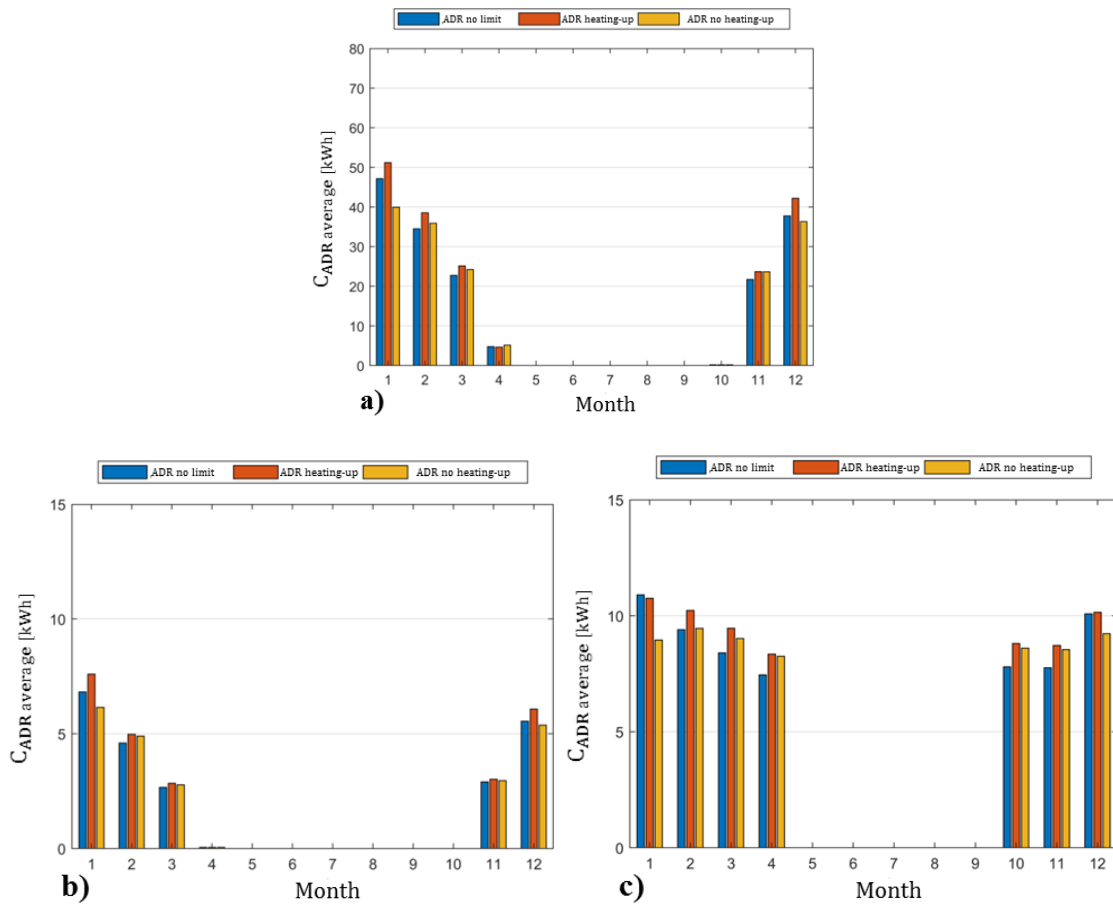 ADR no limit ADR heating-up ADR no heating-up
80
70
60
50
40
30
20
10
0
C_ADR average [kWh]
1 2 3 4 5 6 7 8 9 10 11 12
a) Month
ADR no limit ADR heating-up ADR no heating-up
15
10
5
0
C_ADR average [kWh]
1 2 3 4 5 6 7 8 9 10 11 12
b) Month
ADR no limit ADR heating-up ADR no heating-up
15
10
5
0
C_ADR average [kWh]
1 2 3 4 5 6 7 8 9 10 11 12
c) Month